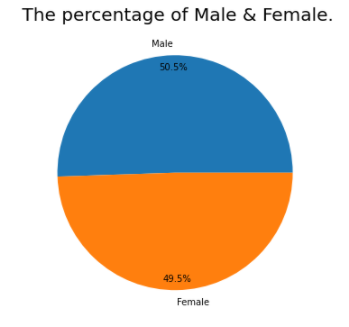 The percentage of Male & Female.
Male
50.5%
49.5%
Female